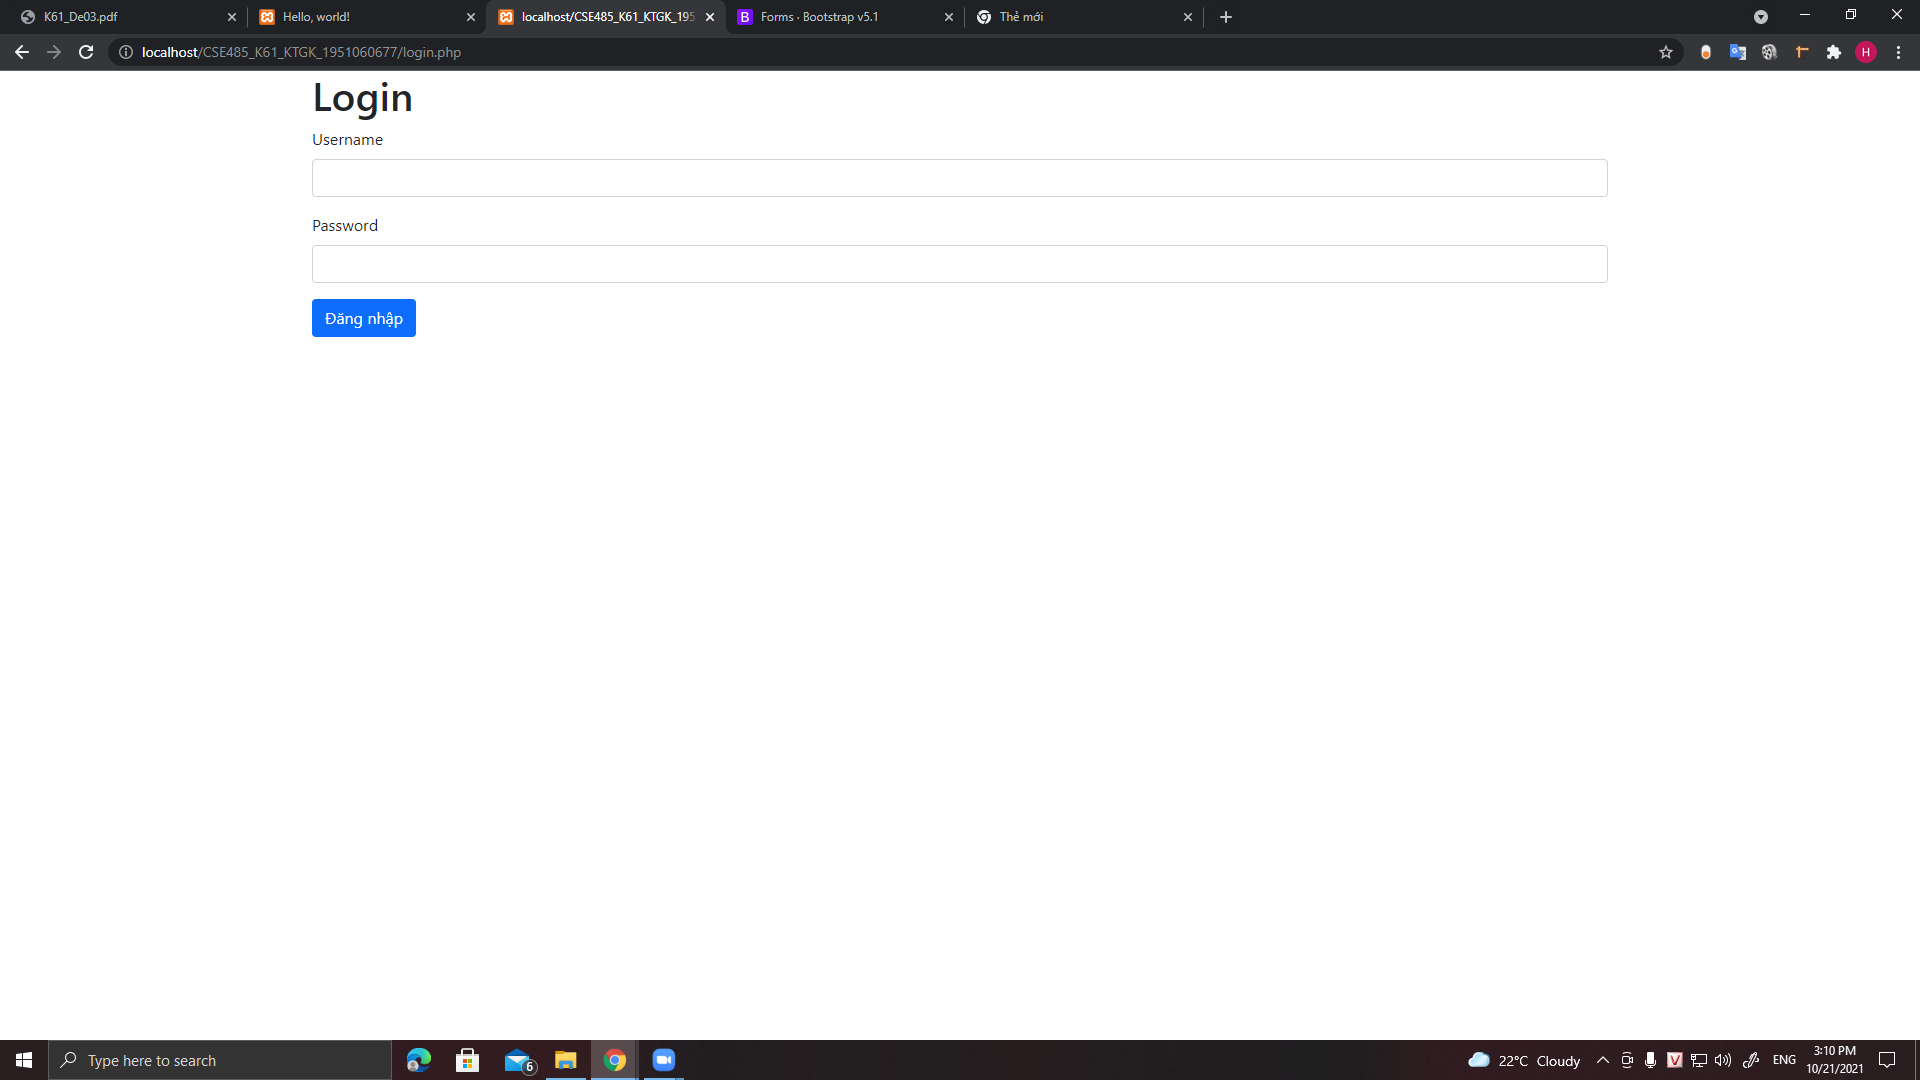 K61_De03.pdf
Hello, world!
localhost/CSE485_K61_KTGK_195
Forms · Bootstrap v5.1
Thẻ mới
localhost/CSE485_K61_KTGK_1951060677/login.php
H
Login
Username
Password
Đăng nhập
Type here to search
6
22°C Cloudy
ENG
3:10 PM
10/21/2021